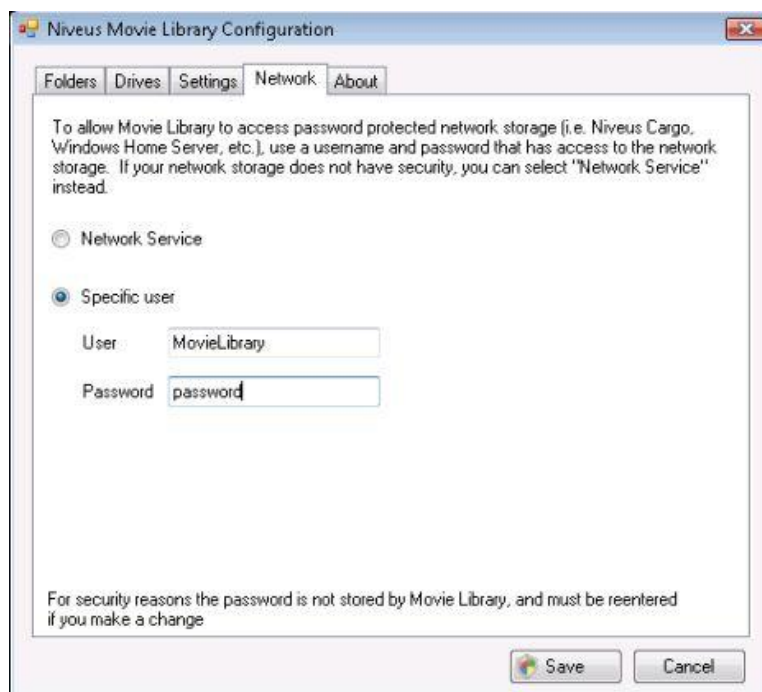 Niveus Movie Library Configuration
Folders Drives Settings Network About
To allow Movie Library to access password protected network storage (i.e. Niveus Cargo,
Windows Home Server, etc.), use a username and password that has access to the network
storage. If your network storage does not have security, you can select "Network Service"
instead.
Network Service
Specific user
User MovieLibrary
Password password
For security reasons the password is not stored by Movie Library, and must be reentered
if you make a change
Save Cancel